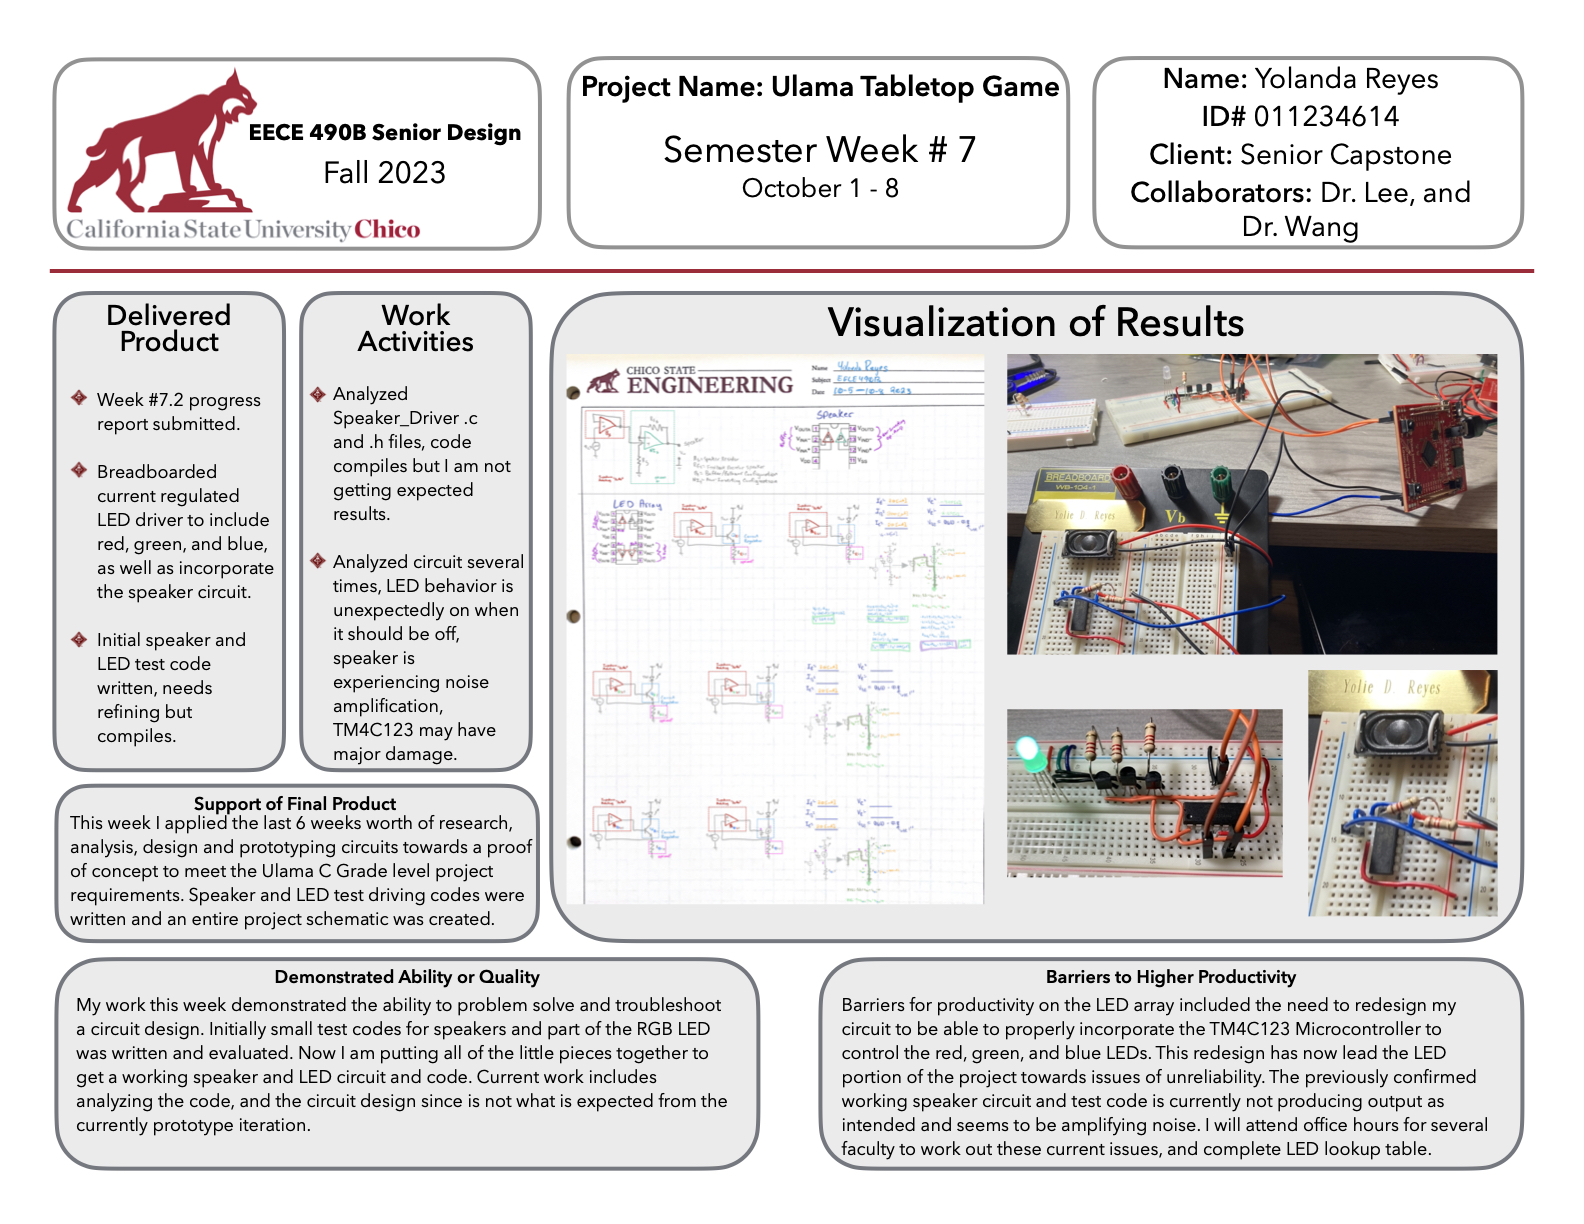 EECE 490B Senior Design
Fall 2023
California State University Chico
Project Name: Ulama Tabletop Game
Semester Week # 7
October 1 - 8
Name: Yolanda Reyes
ID# 011234614
Client: Senior Capstone
Collaborators: Dr. Lee, and
Dr. Wang
Delivered
Product
Week #7.2 progress
report submitted.
Breadboarded
current regulated
LED driver to include
red, green, and blue,
as well as incorporate
the speaker circuit.
Initial speaker and
LED test code
written, needs
refining but
compiles.
Work
Activities
Analyzed
Speaker_Driver .c
and .h files, code
compiles but I am not
getting expected
results.
Analyzed circuit several
times, LED behavior is
unexpectedly on when
it should be off,
speaker is
experiencing noise
amplification,
TM4C123 may have
major damage.
Visualization of Results
CHICO STATE
ENGINEERING
Name Yolanda Reyes
Subject EECE490B
Date 10-5-10-8 2023
Speaker
LED Array
BREADBOARD
WB-104-1
Yolie D. Reyes
Vb
Yolie D. Reyes
Support of Final Product
This week I applied the last 6 weeks worth of research,
analysis, design and prototyping circuits towards a proof
of concept to meet the Ulama C Grade level project
requirements. Speaker and LED test driving codes were
written and an entire project schematic was created.
Demonstrated Ability or Quality
My work this week demonstrated the ability to problem solve and troubleshoot
a circuit design. Initially small test codes for speakers and part of the RGB LED
was written and evaluated. Now I am putting all of the little pieces together to
get a working speaker and LED circuit and code. Current work includes
analyzing the code, and the circuit design since is not what is expected from the
currently prototype iteration.
Barriers to Higher Productivity
Barriers for productivity on the LED array included the need to redesign my
circuit to be able to properly incorporate the TM4C123 Microcontroller to
control the red, green, and blue LEDs. This redesign has now lead the LED
portion of the project towards issues of unreliability. The previously confirmed
working speaker circuit and test code is currently not producing output as
intended and seems to be amplifying noise. I will attend office hours for several
faculty to work out these current issues, and complete LED lookup table.